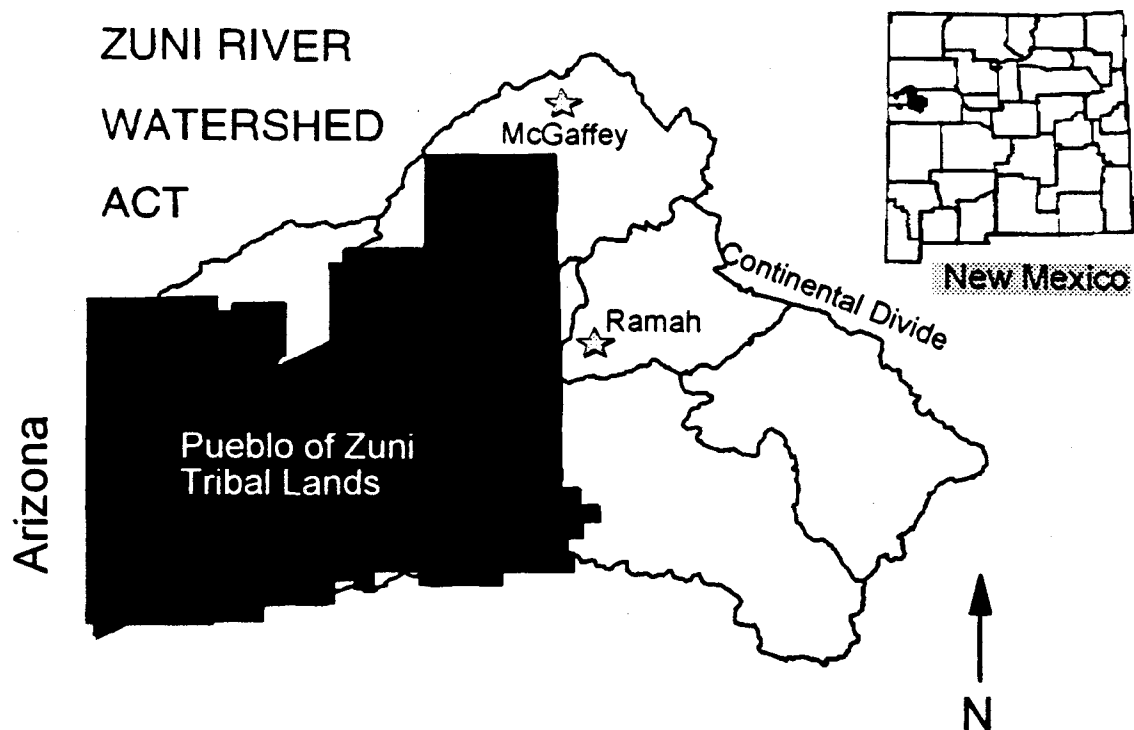 ZUNI RIVER
WATERSHED
ACT
McGaffey
New Mexico
Continental Divide
Ramah
Arizona
Pueblo of Zuni
Tribal Lands
N